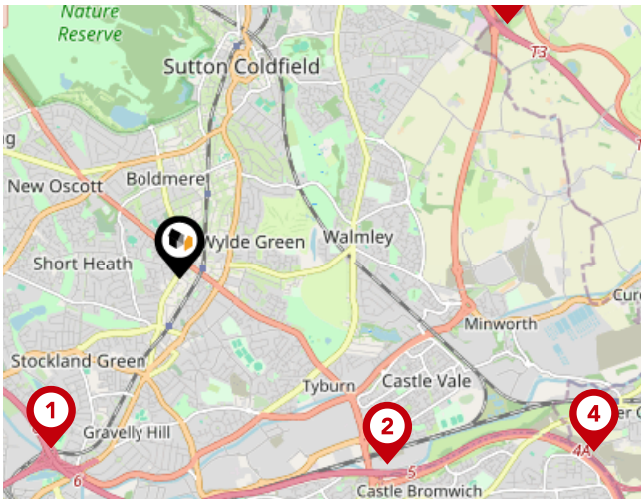 Nature
Reserve
Sutton Coldfield
T3
New Oscott
Boldmere
Wylde Green
Walmley
Short Heath
Minworth
Stockland Green
Tyburn
Castle Vale
1
2
4
Gravelly Hill
4A
6
5
Castle Bromwich